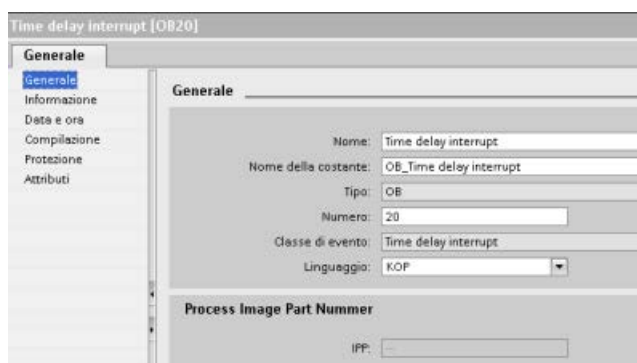 Time delay interrupt [OB20]
Generale
Generale
Informazione
Data e ora
Compilazione
Protezione
Attributi
Generale
Nome: Time delay interrupt
Nome della costante: OB_Time delay interrupt
Tipo: OB
Numero: 20
Classe di evento: Time delay interrupt
Linguaggio: KOP
Process Image Part Nummer
IPP: ---